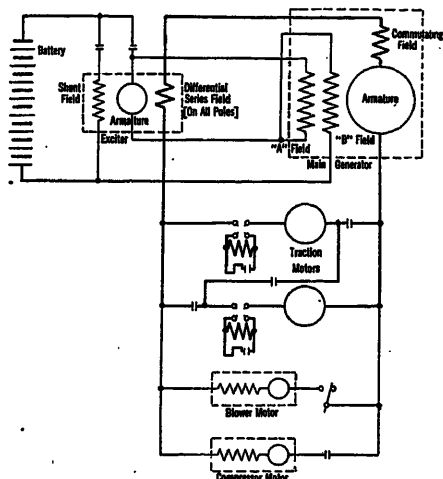 Battery
Commutating
Field
Shunt
Field
Armature
Differential
Series Field
[On All Poles]
Exciter
Armature
"A" Field
"B" Field
Main Generator
Traction
Motors
Blower Motor
Compressor Motor